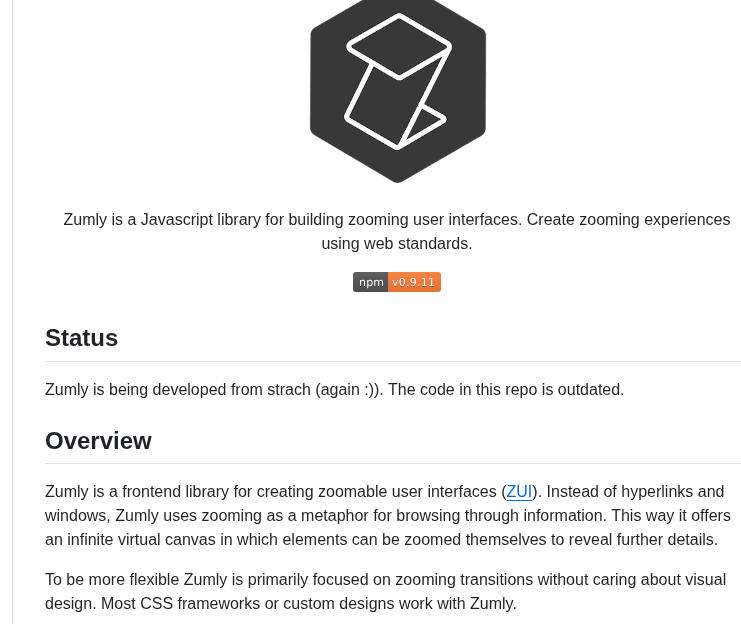 Zumly is a Javascript library for building zooming user interfaces. Create zooming experiences
using web standards.
npm v0.9.11
Status
Zumly is being developed from strach (again :)). The code in this repo is outdated.
Overview
Zumly is a frontend library for creating zoomable user interfaces (ZUI). Instead of hyperlinks and
windows, Zumly uses zooming as a metaphor for browsing through information. This way it offers
an infinite virtual canvas in which elements can be zoomed themselves to reveal further details.
To be more flexible Zumly is primarily focused on zooming transitions without caring about visual
design. Most CSS frameworks or custom designs work with Zumly.